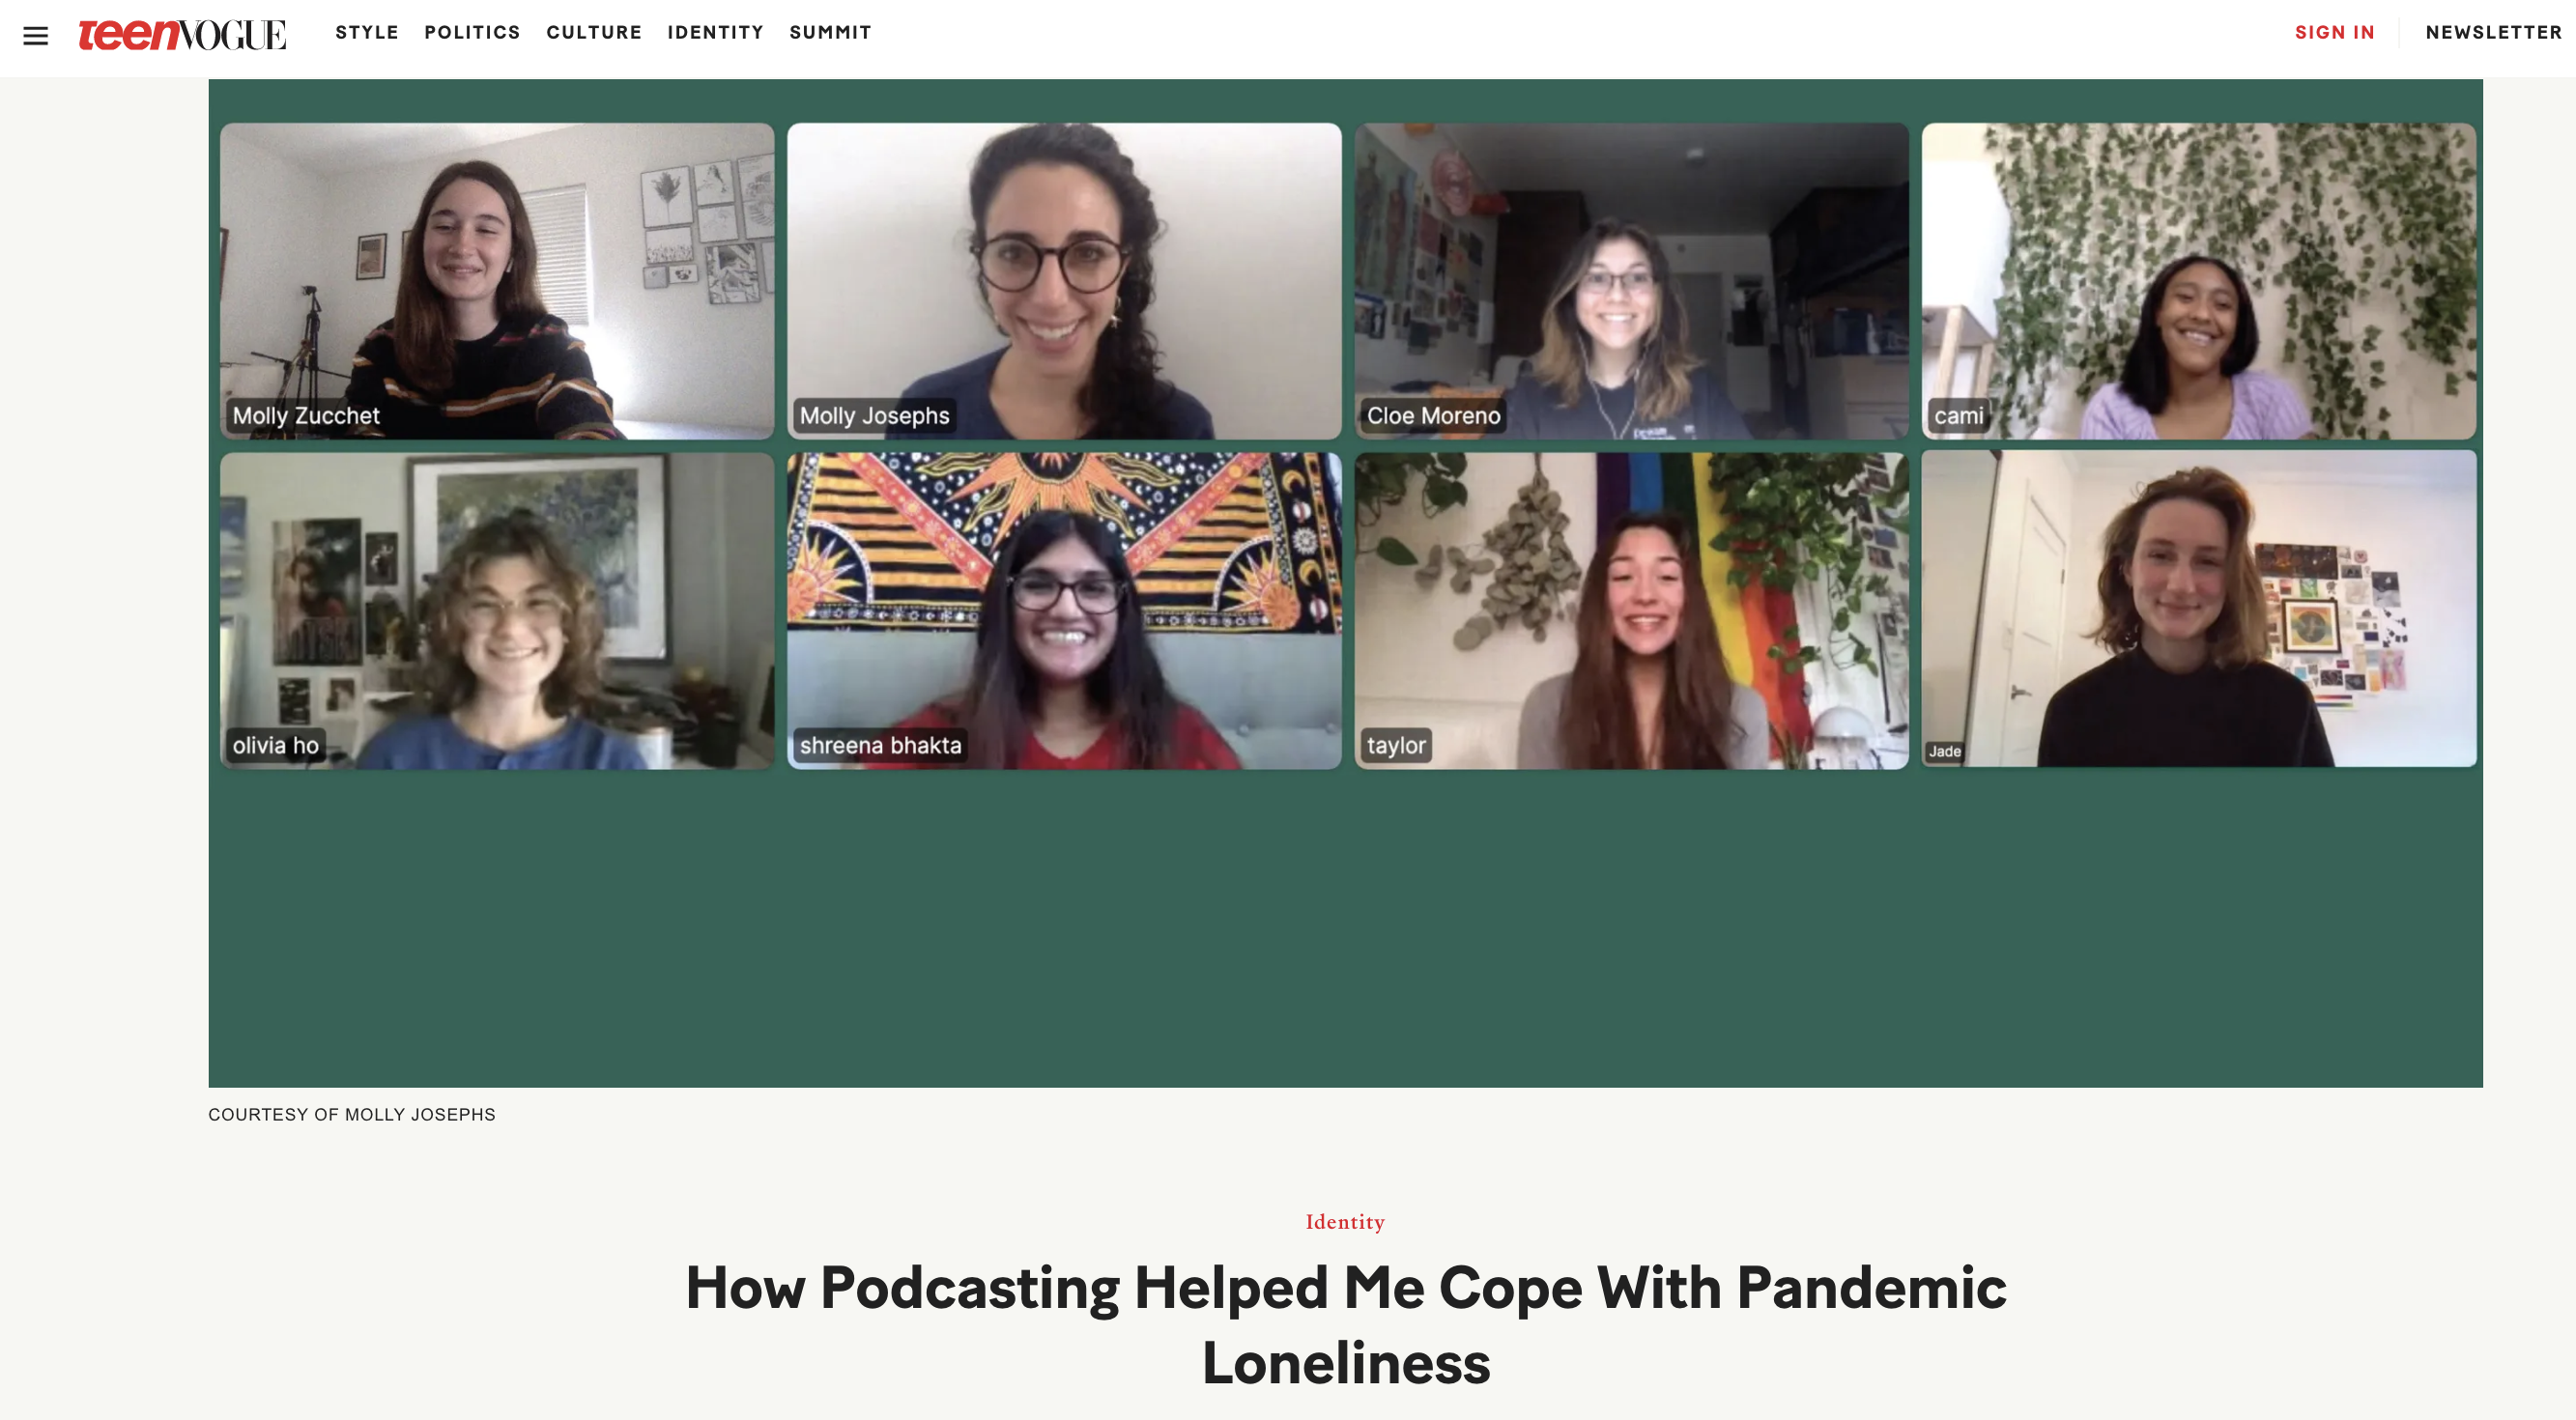 teenVOGUE STYLE POLITICS CULTURE IDENTITY SUMMIT SIGN IN NEWSLETTER
Molly Zucchet
Molly Josephs
Cloe Moreno
cami
olivia ho
shreena bhakta
taylor
Jade
COURTESY OF MOLLY JOSEPHS
Identity
How Podcasting Helped Me Cope With Pandemic
Loneliness